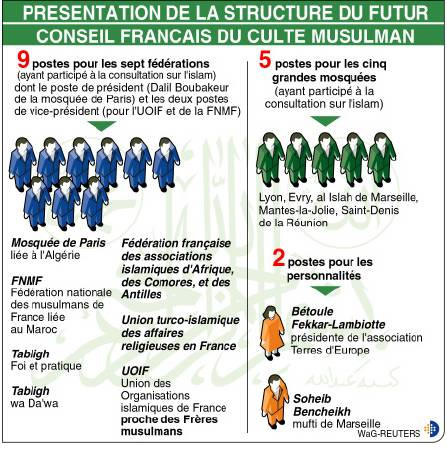 PRESENTATION DE LA STRUCTURE DU FUTUR
CONSEIL FRANCAIS DU CULTE MUSULMAN
9 postes pour les sept fédérations
(ayant participé à la consultation sur l'islam)
dont le poste de président (Dalil Boubakeur
de la mosquée de Paris) et les deux postes
de vice-président (pour l'UOIF et de la FNMF)
Mosquée de Paris
liée à l'Algérie
FNMF
Fédération nationale
des musulmans de
France liée
au Maroc
Tabligh
Foi et pratique
Tabligh
wa Da'wa
Fédération française
des associations
islamiques d'Afrique,
des Comores, et des
Antilles
Union turco-islamique
des affaires
religieuses en France
UOIF
Union des
Organisations
islamiques de France
proche des Frères
musulmans
5 postes pour les cinq
grandes mosquées
(ayant participé à la
consultation sur l'islam)
Lyon, Evry, al Islah de Marseille,
Mantes-la-Jolie, Saint-Denis
de la Réunion
2 postes pour les
personnalités
Bétoule
Fekkar-Lambiotte
présidente de l'association
Terres d'Europe
Soheib
Bencheikh
mufti de Marseille
WaG-REUTERS